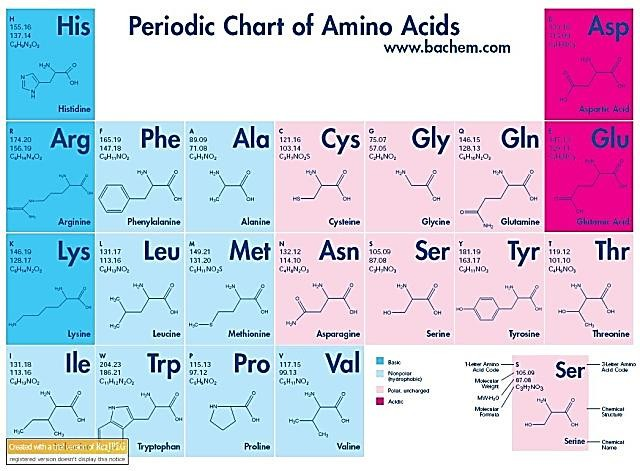 Periodic Chart of Amino Acids
www.bachem.com
H
155.16
137.14
C₆H₉N₃O₂
His
Histidine
D
Asp
Aspartic Acid
R
174.20
156.19
C₆H₁₄N₄O₂
Arg
Arginine
F
165.19
147.18
C₉H₁₁NO₂
Phe
Phenylalanine
A
89.09
71.08
C₃H₇NO₂
Ala
Alanine
C
121.16
103.14
C₃H₇NO₂S
Cys
Cysteine
G
75.07
57.05
C₂H₅NO₂
Gly
Glycine
Q
146.15
128.13
C₅H₁₀N₂O₃
Gln
Glutamine
E
Glu
Glutamic Acid
K
146.19
128.17
C₆H₁₄N₂O₂
Lys
Lysine
L
131.17
113.16
C₆H₁₃NO₂
Leu
Leucine
M
149.21
131.20
C₅H₁₁NO₂S
Met
Methionine
N
132.12
114.10
C₄H₈N₂O₃
Asn
Asparagine
S
105.09
87.08
C₃H₇NO₃
Ser
Serine
Y
181.19
163.17
C₉H₁₁NO₃
Tyr
Tyrosine
T
119.12
101.10
C₄H₉NO₃
Thr
Threonine
I
131.18
113.16
C₆H₁₃NO₂
Ile
W
204.23
186.21
C₁₁H₁₂N₂O₂
Trp
Tryptophan
P
115.13
97.12
C₅H₉NO₂
Pro
Proline
V
117.15
99.13
C₅H₁₁NO₂
Val
Valine
Basic
Nonpolar
(hydrophobic)
Polar, uncharged
Acidic
1-Letter Amino
Acid Code
Molecular
Weight
MW-H₂O
Molecular
Formula
S
105.09
87.08
C₃H₇NO₃
Ser
Serine
3-Letter Amino
Acid Code
Chemical
Structure
Chemical
Name
registered version doesn't display this notice